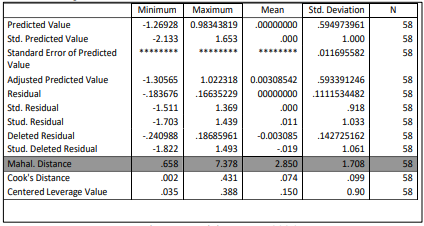 Minimum Maximum Mean Std. Deviation N
Predicted Value -1.26928 0.98343819 .00000000 .594973961 58
Std. Predicted Value -2.133 1.653 .000 1.000 58
Standard Error of Predicted Value ******** ******** ******** .011695582 58
Adjusted Predicted Value -1.30565 1.022318 0.00308542 .593391246 58
Residual -.183676 .16635229 00000000 .1111534482 58
Std. Residual -1.511 1.369 .000 .918 58
Stud. Residual -1.703 1.439 .011 1.033 58
Deleted Residual -.240988 .18685961 -0.003085 .142725162 58
Stud. Deleted Residual -1.822 1.493 -.019 1.061 58
Mahal. Distance .658 7.378 2.850 1.708 58
Cook's Distance .002 .431 .074 .099 58
Centered Leverage Value .035 .388 .150 0.90 58